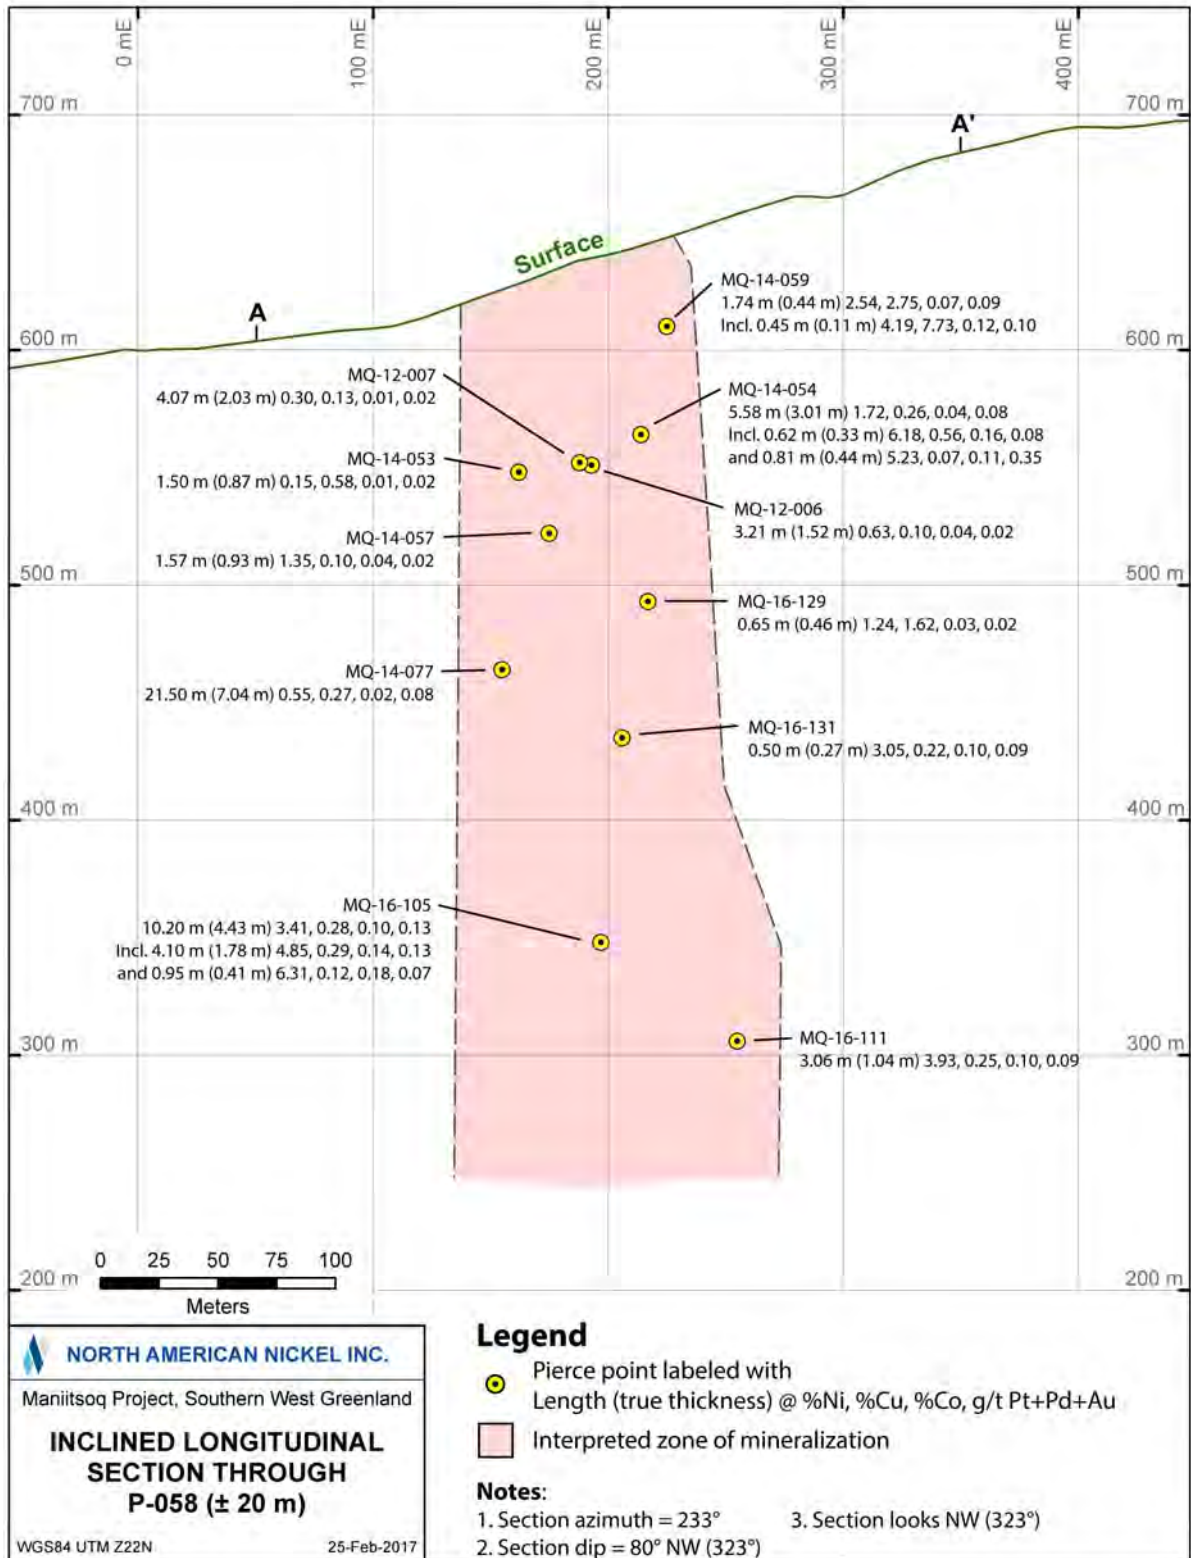 0 mE
100 mE
200 mE
300 mE
400 mE
700 m
700 m
A'
Surface
A
MQ-14-059
1.74 m (0.44 m) 2.54, 2.75, 0.07, 0.09
Incl. 0.45 m (0.11 m) 4.19, 7.73, 0.12, 0.10
600 m
600 m
MQ-12-007
4.07 m (2.03 m) 0.30, 0.13, 0.01, 0.02
MQ-14-054
5.58 m (3.01 m) 1.72, 0.26, 0.04, 0.08
Incl. 0.62 m (0.33 m) 6.18, 0.56, 0.16, 0.08
and 0.81 m (0.44 m) 5.23, 0.07, 0.11, 0.35
MQ-14-053
1.50 m (0.87 m) 0.15, 0.58, 0.01, 0.02
MQ-12-006
3.21 m (1.52 m) 0.63, 0.10, 0.04, 0.02
MQ-14-057
1.57 m (0.93 m) 1.35, 0.10, 0.04, 0.02
500 m
500 m
MQ-16-129
0.65 m (0.46 m) 1.24, 1.62, 0.03, 0.02
MQ-14-077
21.50 m (7.04 m) 0.55, 0.27, 0.02, 0.08
MQ-16-131
0.50 m (0.27 m) 3.05, 0.22, 0.10, 0.09
400 m
400 m
MQ-16-105
10.20 m (4.43 m) 3.41, 0.28, 0.10, 0.13
Incl. 4.10 m (1.78 m) 4.85, 0.29, 0.14, 0.13
and 0.95 m (0.41 m) 6.31, 0.12, 0.18, 0.07
MQ-16-111
3.06 m (1.04 m) 3.93, 0.25, 0.10, 0.09
300 m
300 m
0 25 50 75 100
Meters
200 m
200 m
NORTH AMERICAN NICKEL INC.
Maniitsoq Project, Southern West Greenland
INCLINED LONGITUDINAL
SECTION THROUGH
P-058 (± 20 m)
WGS84 UTM Z22N 25-Feb-2017
Legend
Pierce point labeled with
Length (true thickness) @ %Ni, %Cu, %Co, g/t Pt+Pd+Au
Interpreted zone of mineralization
Notes:
1. Section azimuth = 233° 3. Section looks NW (323°)
2. Section dip = 80° NW (323°)